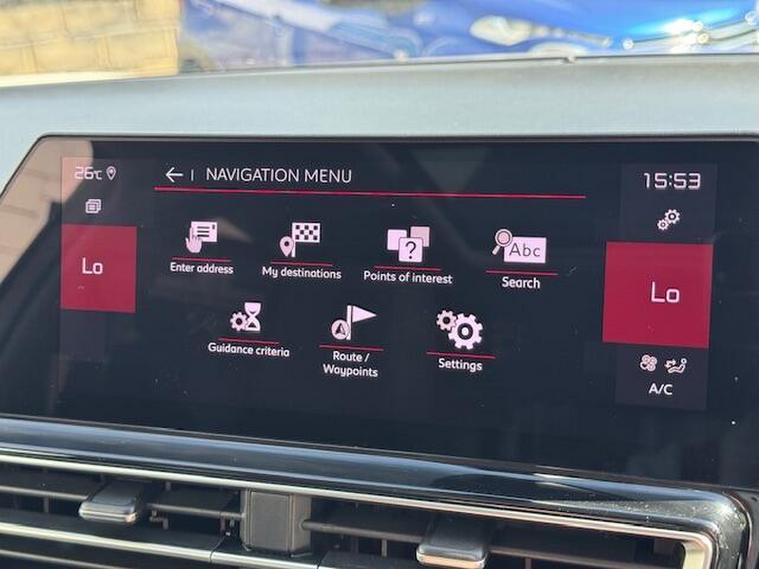 26°C
NAVIGATION MENU
15:53
Lo
Enter address
My destinations
Points of interest
?
Abc
Search
Lo
Guidance criteria
Route /
Waypoints
Settings
A/C